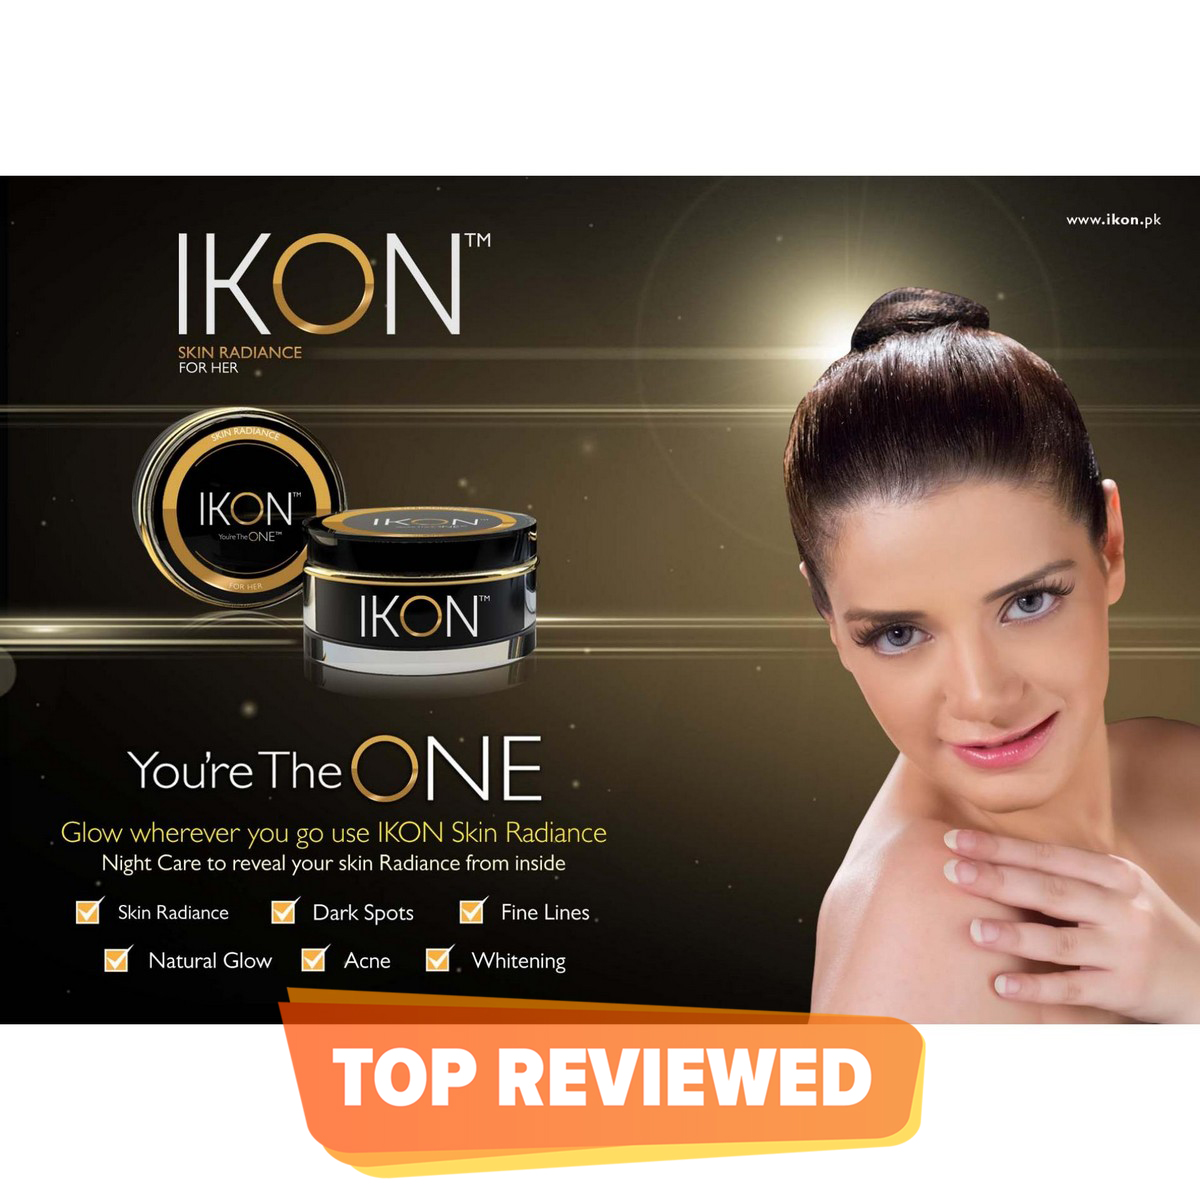 www.ikon.pk
IKON™
SKIN RADIANCE
FOR HER
SKIN RADIANCE
IKON™
You're The ONE™
FOR HER
IKON™
IKON™
You're The ONE
Glow wherever you go use IKON Skin Radiance
Night Care to reveal your skin Radiance from inside
Skin Radiance Dark Spots Fine Lines
Natural Glow Acne Whitening
TOP REVIEWED